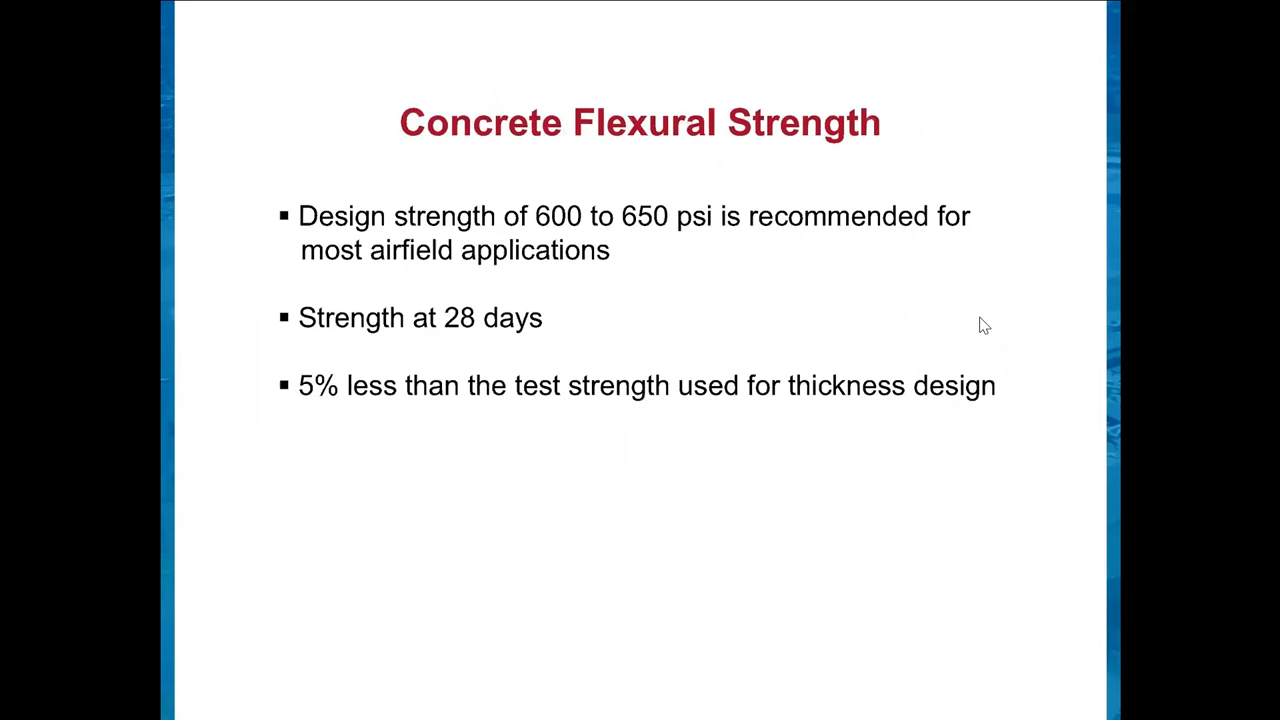 Concrete Flexural Strength
▪ Design strength of 600 to 650 psi is recommended for
most airfield applications
▪ Strength at 28 days
▪ 5% less than the test strength used for thickness design